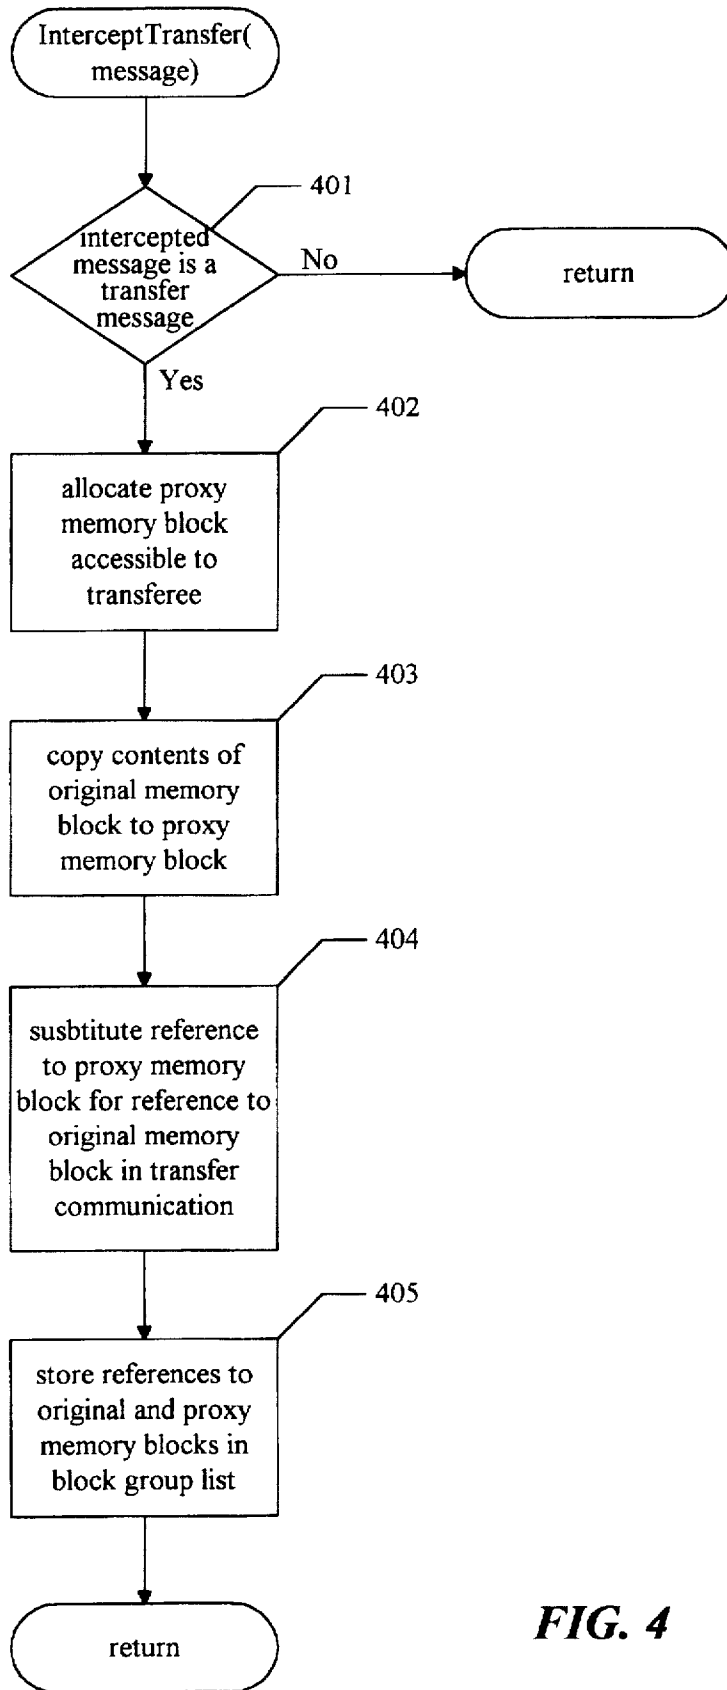 InterceptTransfer(
message)
401
intercepted
message is a
transfer
message
No
return
Yes
402
allocate proxy
memory block
accessible to
transferee
403
copy contents of
original memory
block to proxy
memory block
404
susbtitute reference
to proxy memory
block for reference to
original memory
block in transfer
communication
405
store references to
original and proxy
memory blocks in
block group list
return
FIG. 4